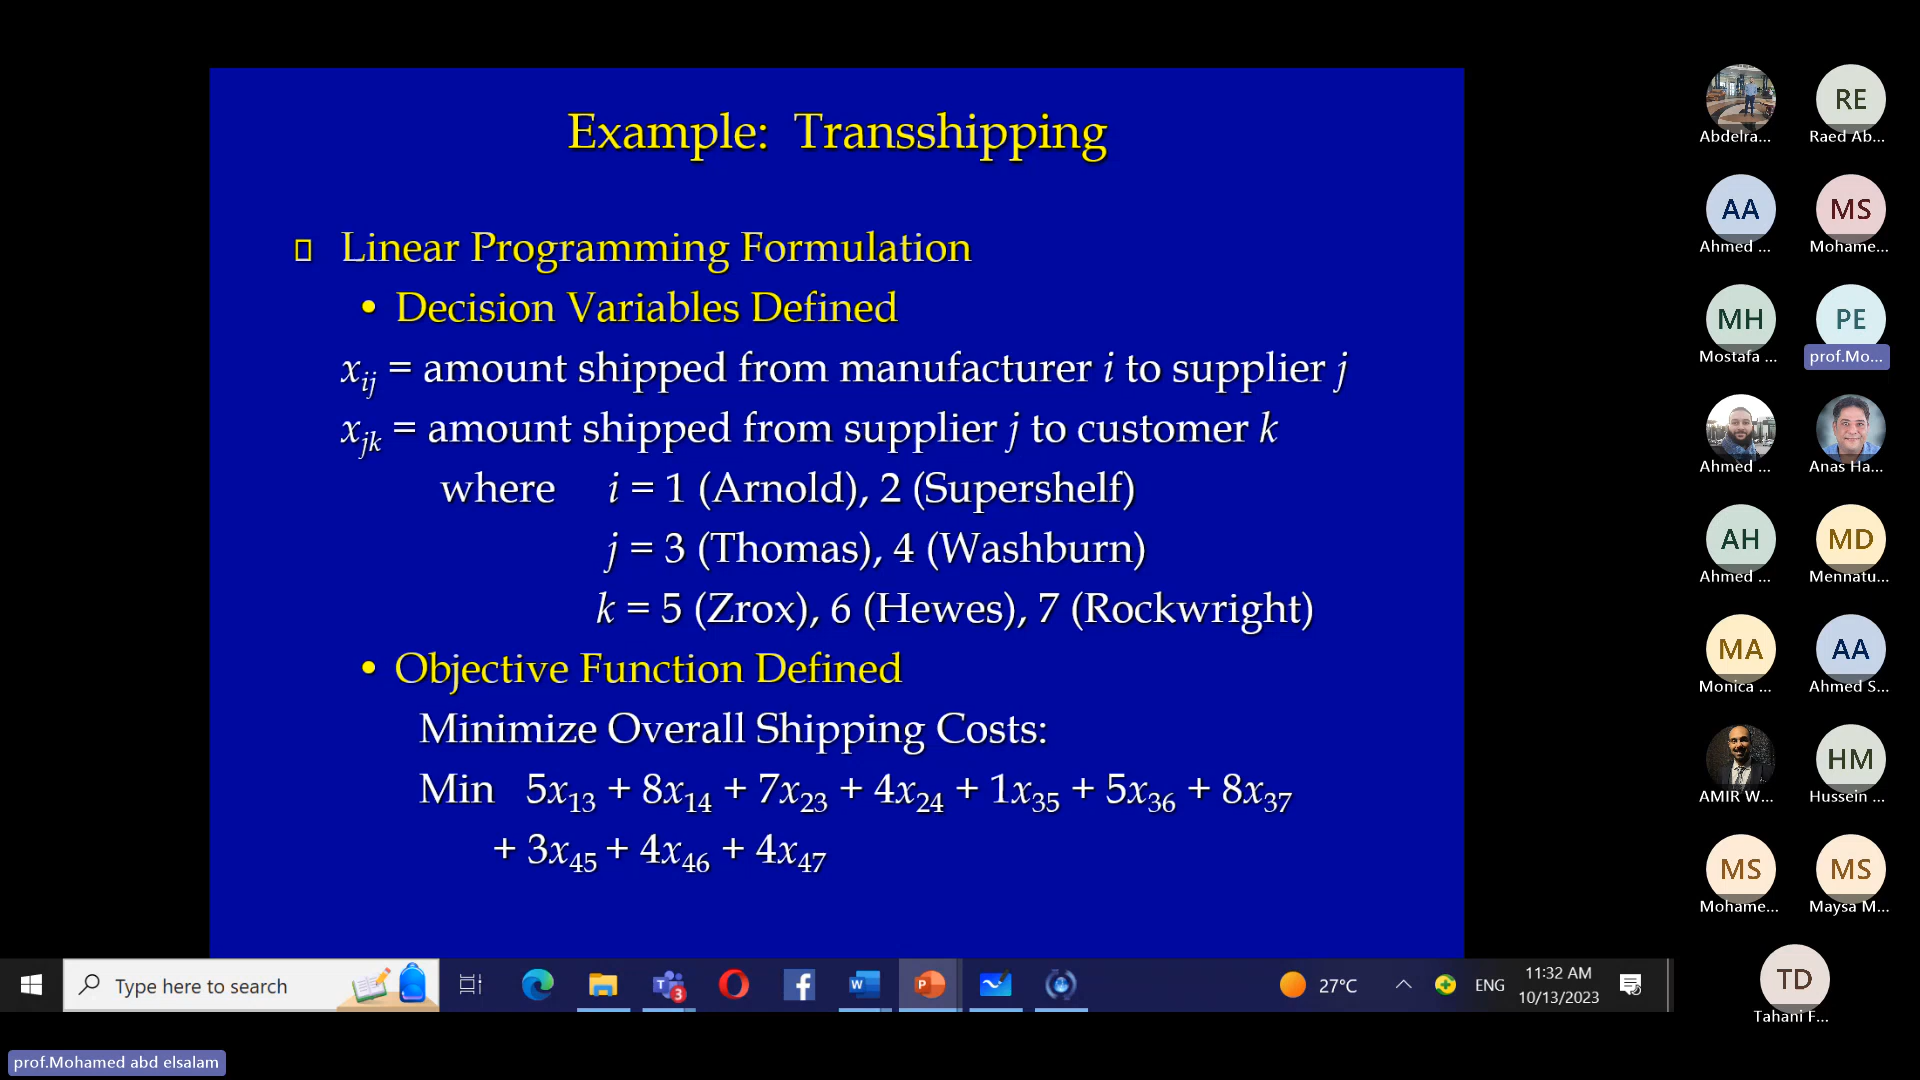 Example: Transshipping
Linear Programming Formulation
• Decision Variables Defined
xij = amount shipped from manufacturer i to supplier j
xjk = amount shipped from supplier j to customer k
where i = 1 (Arnold), 2 (Supershelf)
j = 3 (Thomas), 4 (Washburn)
k = 5 (Zrox), 6 (Hewes), 7 (Rockwright)
• Objective Function Defined
Minimize Overall Shipping Costs:
Min 5x13 + 8x14 + 7x23 + 4x24 + 1x35 + 5x36 + 8x37
+ 3x45 + 4x46 + 4x47
Type here to search
3
27°C
ENG
11:32 AM
10/13/2023
prof.Mohamed abd elsalam
Abdelra...
RE
Raed Ab...
AA
Ahmed ...
MS
Mohame...
MH
Mostafa ...
PE
prof.Mo...
Ahmed ...
Anas Ha...
AH
Ahmed ...
MD
Mennatu...
MA
Monica ...
AA
Ahmed S...
AMIR W...
HM
Hussein ...
MS
Mohame...
MS
Maysa M...
TD
Tahani F...